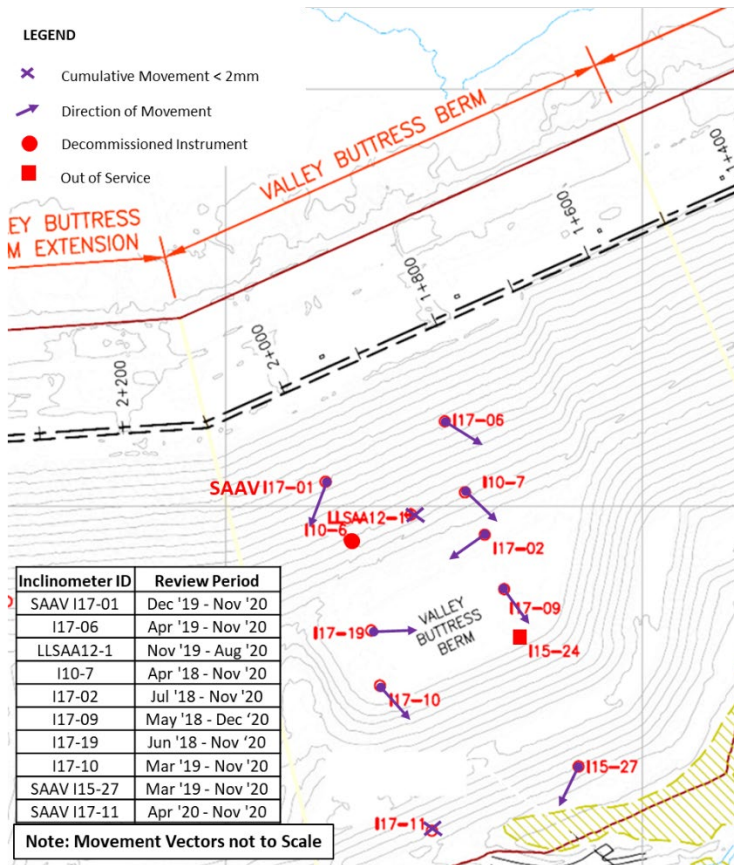 LEGEND
Cumulative Movement < 2mm
Direction of Movement
Decommissioned Instrument
Out of Service
VALLEY BUTTRESS BERM
EY BUTTRESS
M EXTENSION
1+400
1+600
1+800
2+000
2+200
I17-06
SAAV I17-01
I10-7
LLSAA12-1
I10-6
I17-02
I17-09
VALLEY
BUTTRESS
BERM
I17-19
I15-24
I17-10
I15-27
I17-11
Inclinometer ID Review Period
SAAV I17-01 Dec '19 - Nov '20
I17-06 Apr '19 - Nov '20
LLSAA12-1 Nov '19 - Aug '20
I10-7 Apr '18 - Nov '20
I17-02 Jul '18 - Nov '20
I17-09 May '18 - Dec ‘20
I17-19 Jun '18 - Nov ‘20
I17-10 Mar '19 - Nov '20
SAAV I15-27 Mar '19 - Nov '20
SAAV I17-11 Apr '20 - Nov '20
Note: Movement Vectors not to Scale